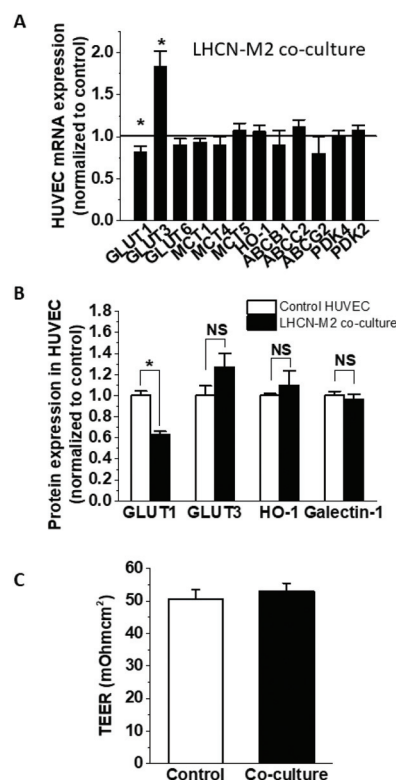 A
LHCN-M2 co-culture
HUVEC mRNA expression
(normalized to control)
2.0
1.5
1.0
0.5
0.0
*
*
GLUT1
GLUT3
GLUT6
MCT1
MCT4
MCT5
HO-1
ABCB1
ABCC2
ABCG2
PDK4
PDK2
B
Protein expression in HUVEC
(normalized to control)
1.4
1.2
1.0
0.8
0.6
0.4
0.2
0.0
Control HUVEC
LHCN-M2 co-culture
*
NS
NS
NS
GLUT1 GLUT3 HO-1 Galectin-1
C
TEER (mOhmcm²)
60
50
40
30
20
10
0
Control Co-culture